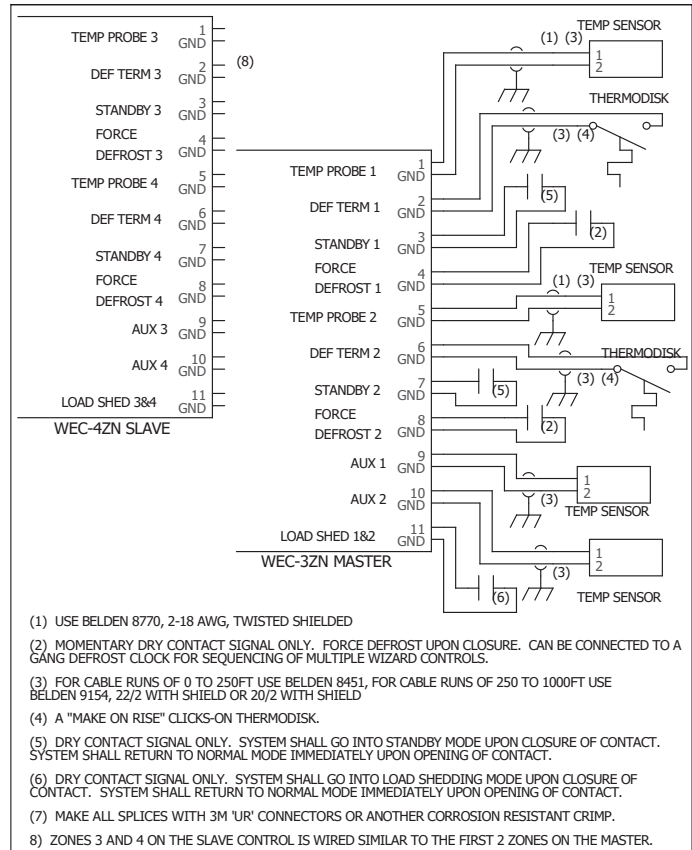 TEMP PROBE 3 1
GND
DEF TERM 3 2
GND
(8)
STANDBY 3 3
GND
FORCE
DEFROST 3 4
GND
TEMP PROBE 4 5
GND
DEF TERM 4 6
GND
STANDBY 4 7
GND
FORCE
DEFROST 4 8
GND
AUX 3 9
GND
AUX 4 10
GND
LOAD SHED 3&4 11
GND
WEC-4ZN SLAVE
TEMP PROBE 1 1
GND
DEF TERM 1 2
GND
STANDBY 1 3
GND
FORCE
DEFROST 1 4
GND
TEMP PROBE 2 5
GND
DEF TERM 2 6
GND
STANDBY 2 7
GND
FORCE
DEFROST 2 8
GND
AUX 1 9
GND
AUX 2 10
GND
LOAD SHED 1&2 11
GND
WEC-3ZN MASTER
TEMP SENSOR
(1) (3)
1
2
THERMODISK
(3) (4)
(5)
(2)
TEMP SENSOR
(1) (3)
1
2
THERMODISK
(3) (4)
(5)
(2)
1
2
(3)
TEMP SENSOR
1
2
(3)
(6)
TEMP SENSOR
(1) USE BELDEN 8770, 2-18 AWG, TWISTED SHIELDED
(2) MOMENTARY DRY CONTACT SIGNAL ONLY. FORCE DEFROST UPON CLOSURE. CAN BE CONNECTED TO A
GANG DEFROST CLOCK FOR SEQUENCING OF MULTIPLE WIZARD CONTROLS.
(3) FOR CABLE RUNS OF 0 TO 250FT USE BELDEN 8451, FOR CABLE RUNS OF 250 TO 1000FT USE
BELDEN 9154, 22/2 WITH SHIELD OR 20/2 WITH SHIELD
(4) A "MAKE ON RISE" CLICKS-ON THERMODISK.
(5) DRY CONTACT SIGNAL ONLY. SYSTEM SHALL GO INTO STANDBY MODE UPON CLOSURE OF CONTACT.
SYSTEM SHALL RETURN TO NORMAL MODE IMMEDIATELY UPON OPENING OF CONTACT.
(6) DRY CONTACT SIGNAL ONLY. SYSTEM SHALL GO INTO LOAD SHEDDING MODE UPON CLOSURE OF
CONTACT. SYSTEM SHALL RETURN TO NORMAL MODE IMMEDIATELY UPON OPENING OF CONTACT.
(7) MAKE ALL SPLICES WITH 3M 'UR' CONNECTORS OR ANOTHER CORROSION RESISTANT CRIMP.
8) ZONES 3 AND 4 ON THE SLAVE CONTROL IS WIRED SIMILAR TO THE FIRST 2 ZONES ON THE MASTER.